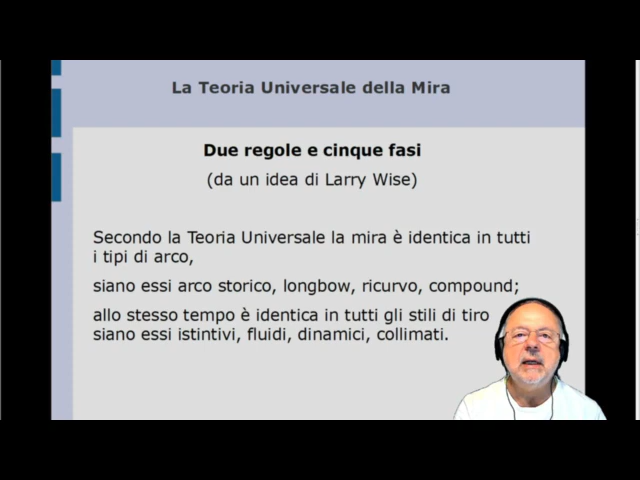 La Teoria Universale della Mira
Due regole e cinque fasi
(da un idea di Larry Wise)
Secondo la Teoria Universale la mira è identica in tutti
i tipi di arco,
siano essi arco storico, longbow, ricurvo, compound;
allo stesso tempo è identica in tutti gli stili di tiro
siano essi istintivi, fluidi, dinamici, collimati.